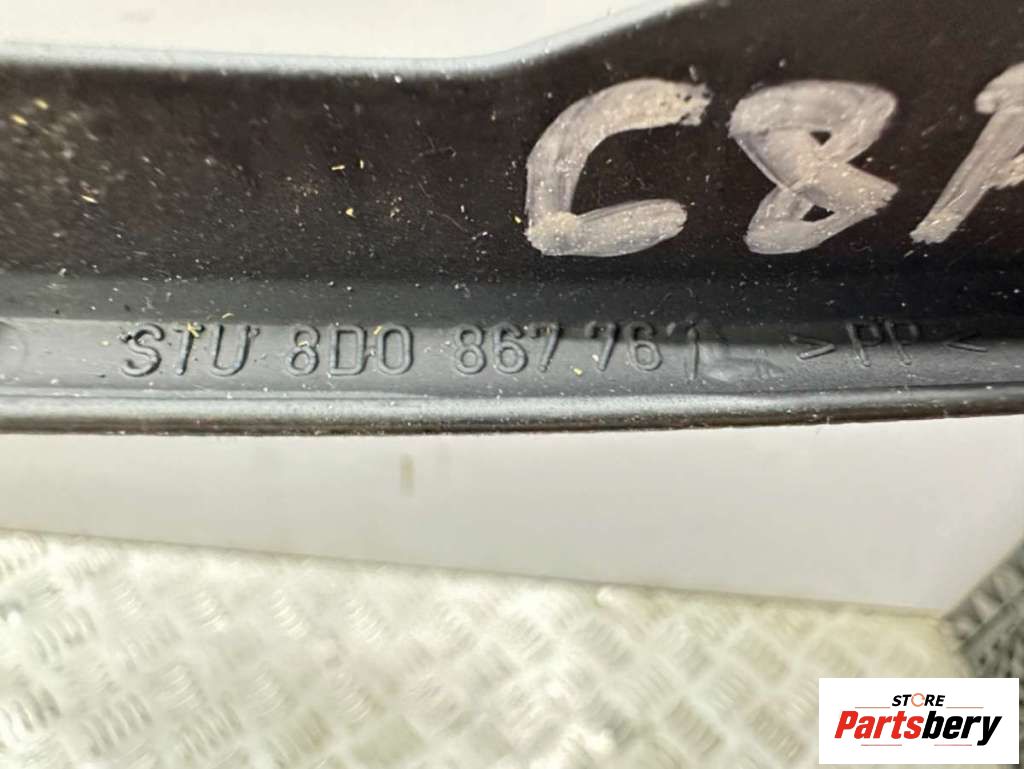 C8
STU 8D0 867 761 >PP<
STORE
Partsbery